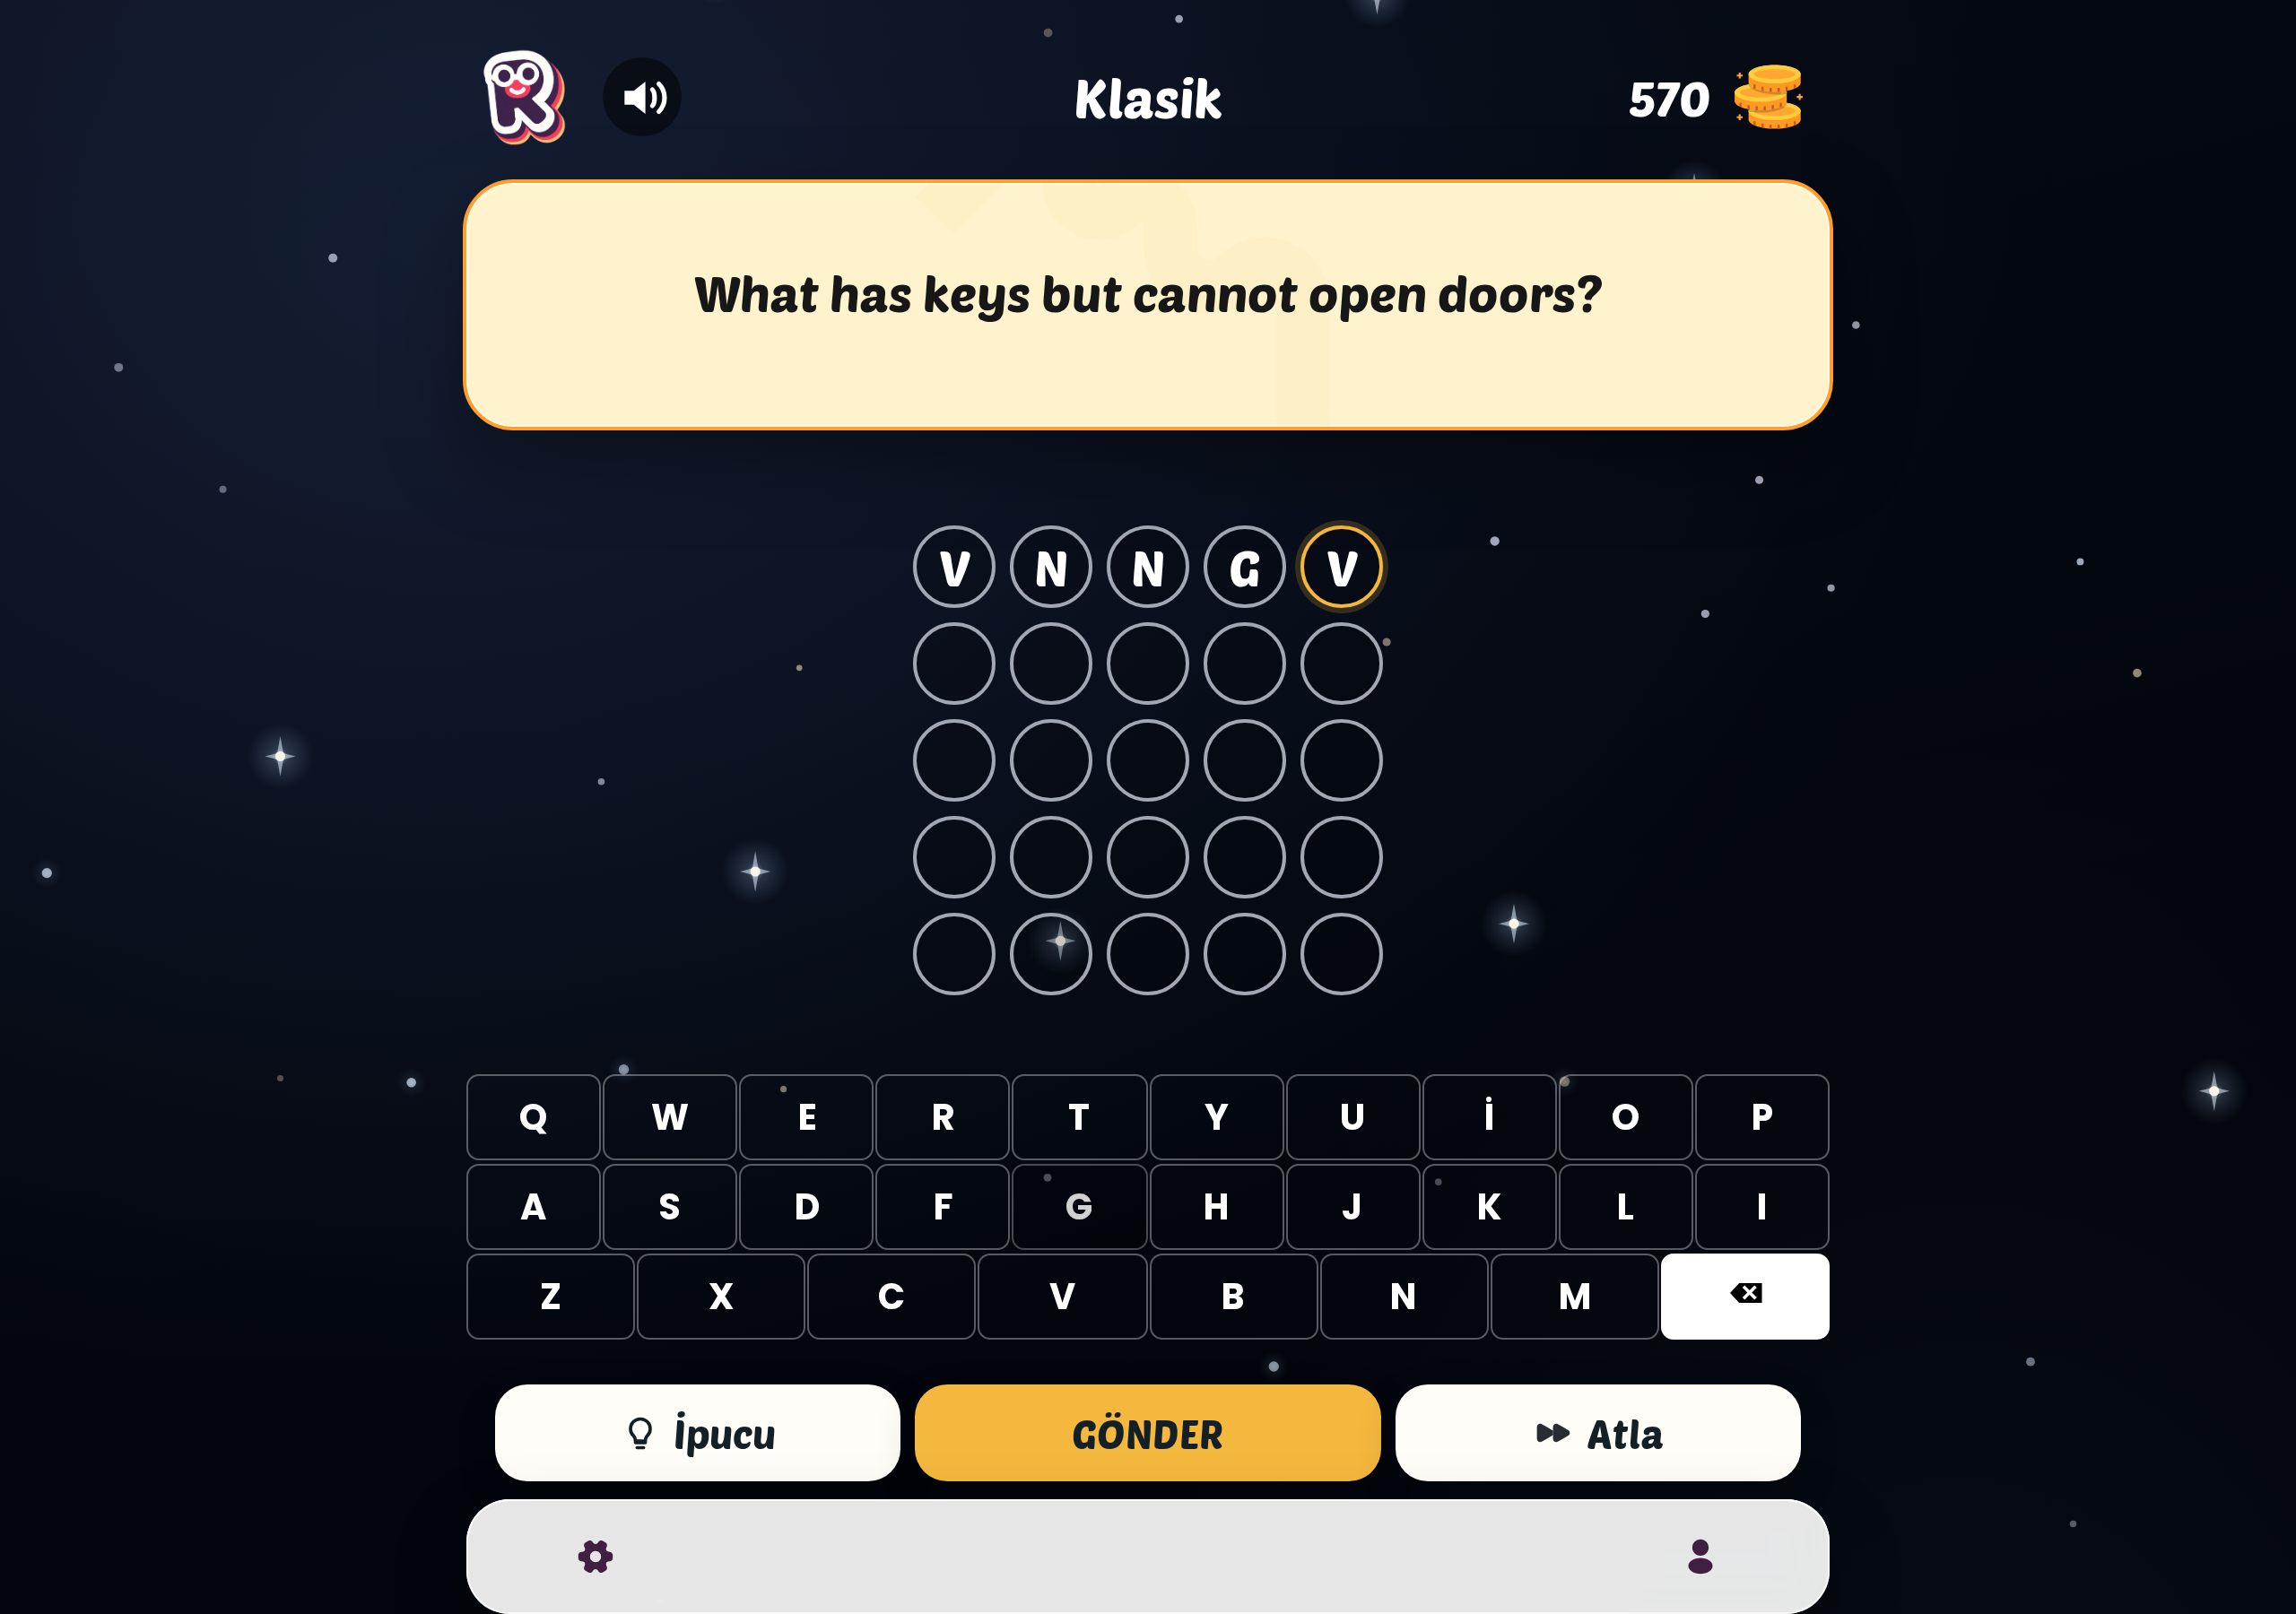 R
Klasik
570
What has keys but cannot open doors?
V N N G V
Q W E R T Y U İ O P
A S D F G H J K L I
Z X C V B N M
İpucu
GÖNDER
Atla